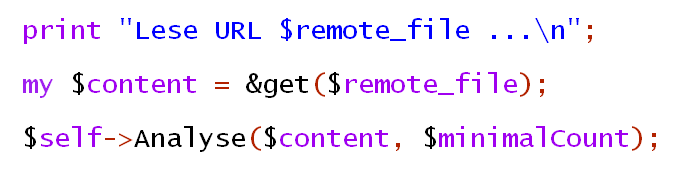 print "Lese URL $remote_file ...\n";
my $content = &get($remote_file);
$self->Analyse($content, $minimalCount);